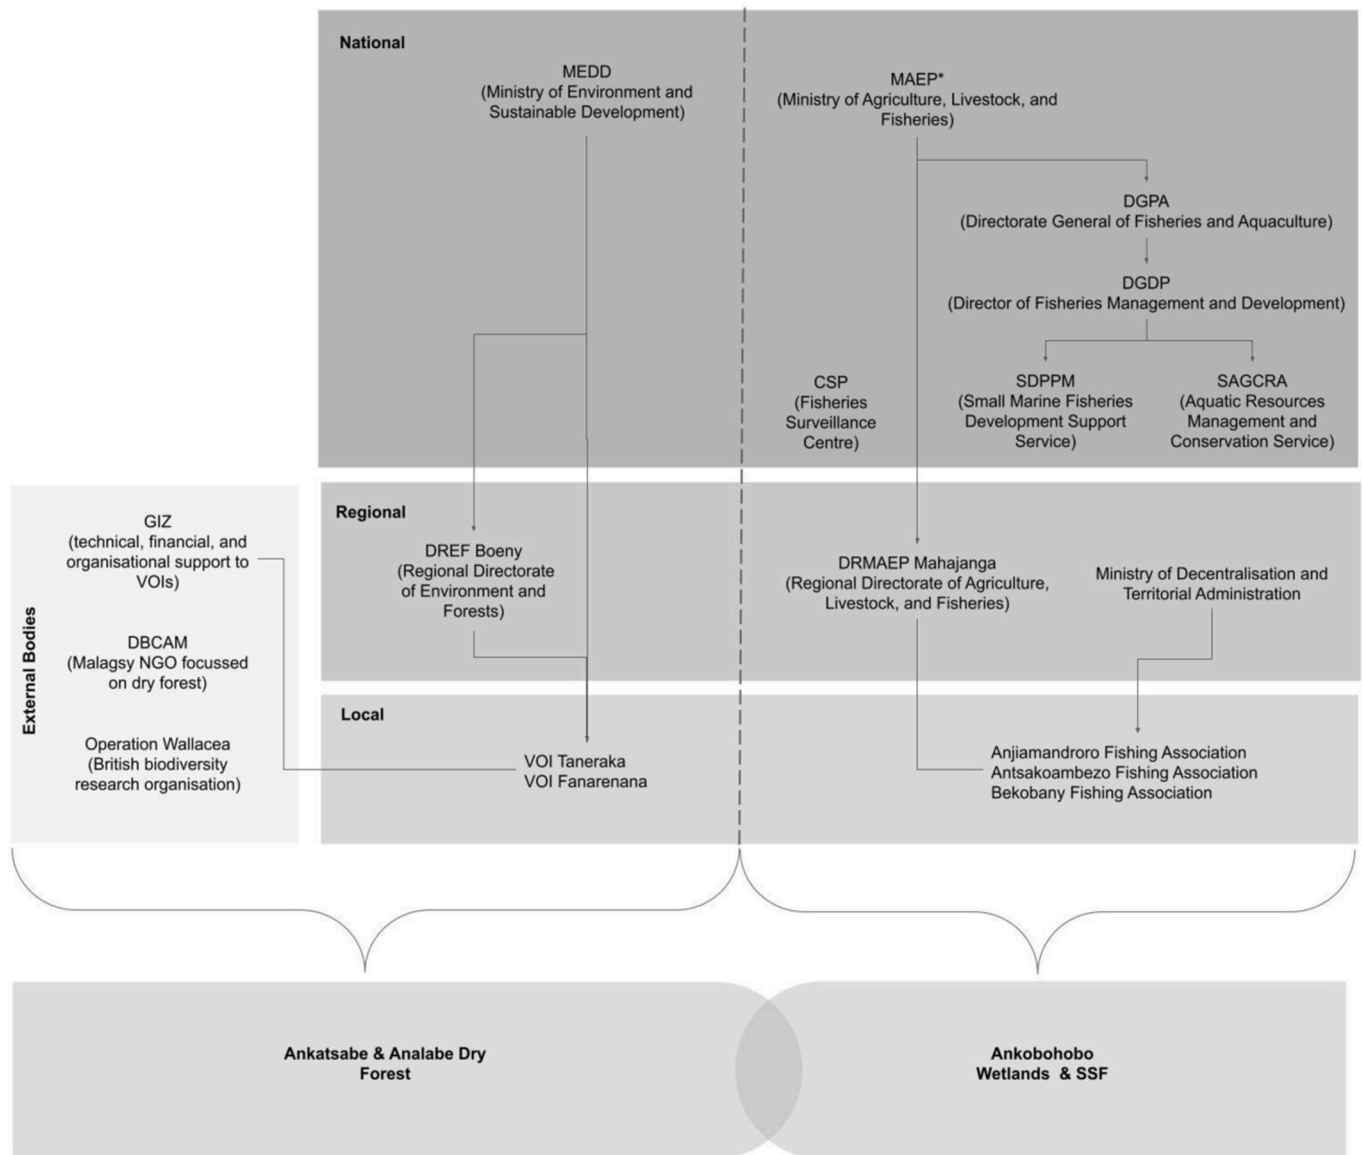 National
MEDD
(Ministry of Environment and
Sustainable Development)
MAEP*
(Ministry of Agriculture, Livestock, and
Fisheries)
DGPA
(Directorate General of Fisheries and Aquaculture)
DGDP
(Director of Fisheries Management and Development)
CSP
(Fisheries
Surveillance
Centre)
SDPPM
(Small Marine Fisheries
Development Support
Service)
SAGCRA
(Aquatic Resources
Management and
Conservation Service)
External Bodies
GIZ
(technical, financial, and
organisational support to
VOIs)
DBCAM
(Malagsy NGO focussed
on dry forest)
Operation Wallacea
(British biodiversity
research organisation)
Regional
DREF Boeny
(Regional Directorate
of Environment and
Forests)
DRMAEP Mahajanga
(Regional Directorate of Agriculture,
Livestock, and Fisheries)
Ministry of Decentralisation and
Territorial Administration
Local
VOI Taneraka
VOI Fanarenana
Anjiamandroro Fishing Association
Antsakoambezo Fishing Association
Bekobany Fishing Association
Ankatsabe & Analabe Dry
Forest
Ankobohobo
Wetlands & SSF